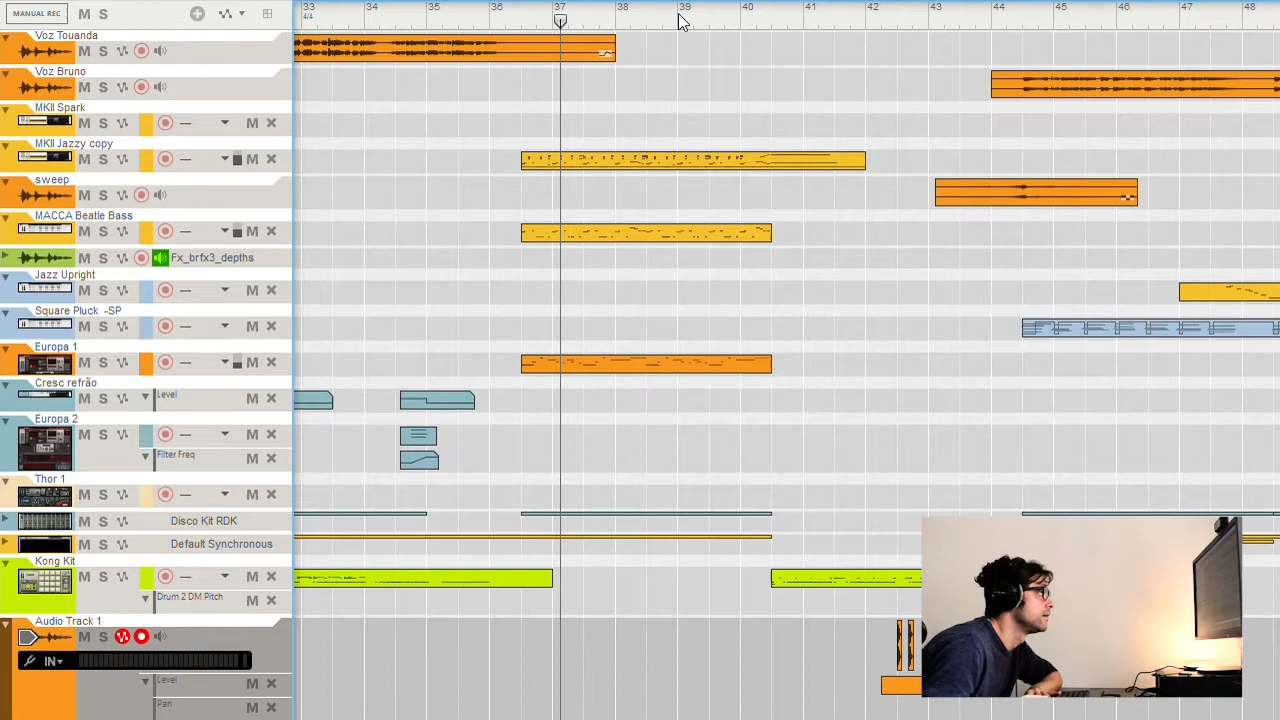 MANUAL REC
M S
33 34 35 36 37 38 39 40 41 42 43 44 45 46 47 48
4/4
Voz Touanda
M S
Voz Bruno
M S
MKII Spark
M S M
MKII Jazzy copy
M S M
sweep
M S
MACCA Beatle Bass
M S M
M S Fx_brfx3_depths
Jazz Upright
M S M
Square Pluck -SP
M S M
Europa 1
M S M
Cresc refrão
M S Level M
Europa 2
M S M
Filter Freq M
Thor 1
M S M
M S Disco Kit RDK
M S Default Synchronous
Kong Kit
M S M
Drum 2 DM Pitch M
Audio Track 1
M S
IN
Level M
Pan M